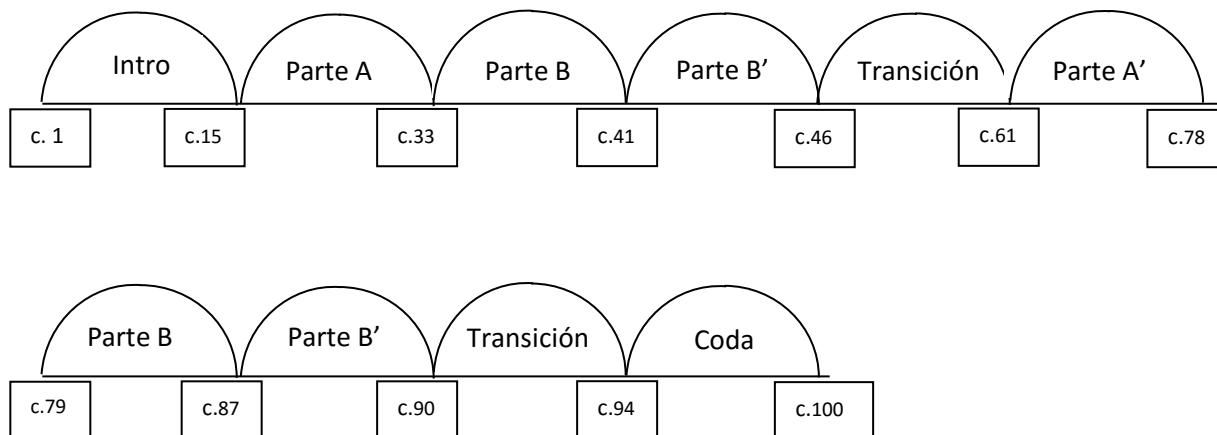 Intro Parte A Parte B Parte B’ Transición Parte A’
c. 1 c.15 c.33 c.41 c.46 c.61 c.78
Parte B Parte B’ Transición Coda
c.79 c.87 c.90 c.94 c.100